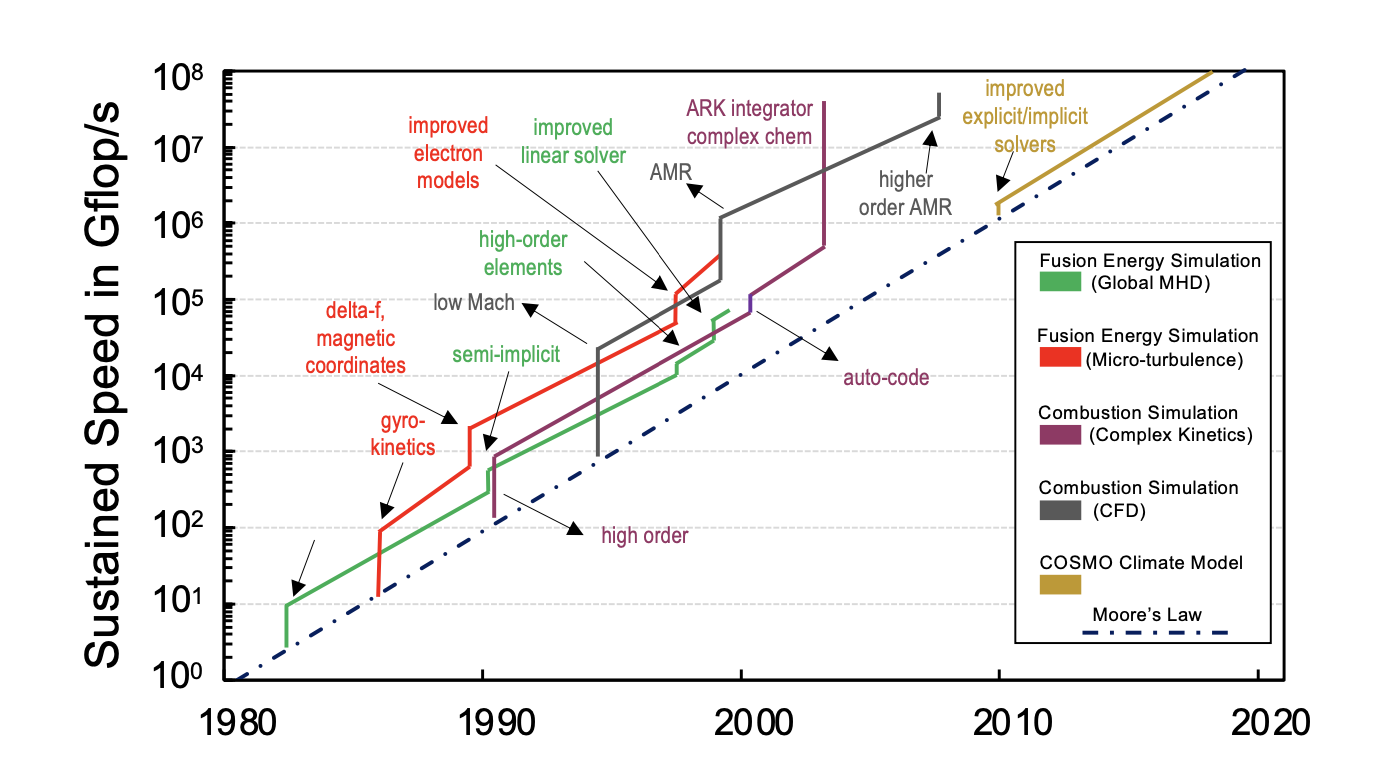 Sustained Speed in Gflop/s
10⁸
10⁷
10⁶
10⁵
10⁴
10³
10²
10¹
10⁰
1980
1990
2000
2010
2020
improved
electron
models
improved
linear solver
ARK integrator
complex chem
improved
explicit/implicit
solvers
AMR
higher
order AMR
high-order
elements
low Mach
delta-f,
magnetic
coordinates
semi-implicit
auto-code
gyro-
kinetics
high order
Fusion Energy Simulation
(Global MHD)
Fusion Energy Simulation
(Micro-turbulence)
Combustion Simulation
(Complex Kinetics)
Combustion Simulation
(CFD)
COSMO Climate Model
Moore's Law